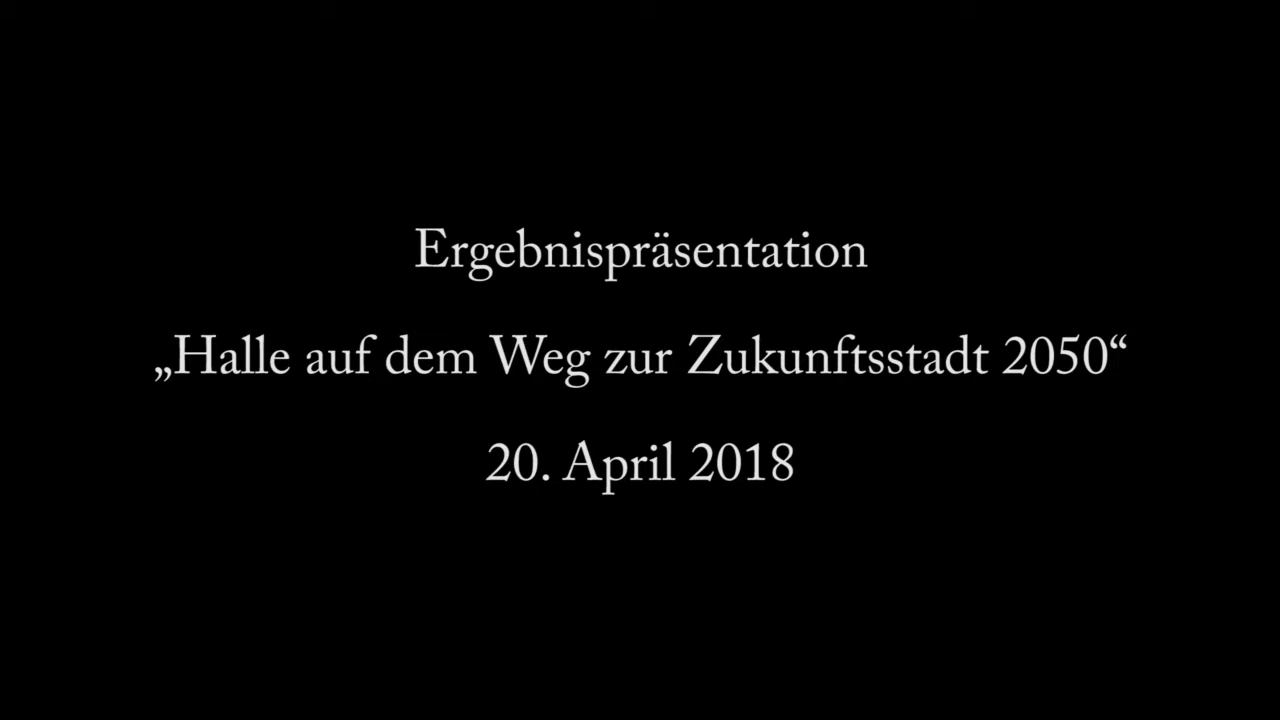 Ergebnispräsentation
„Halle auf dem Weg zur Zukunftsstadt 2050“
20. April 2018